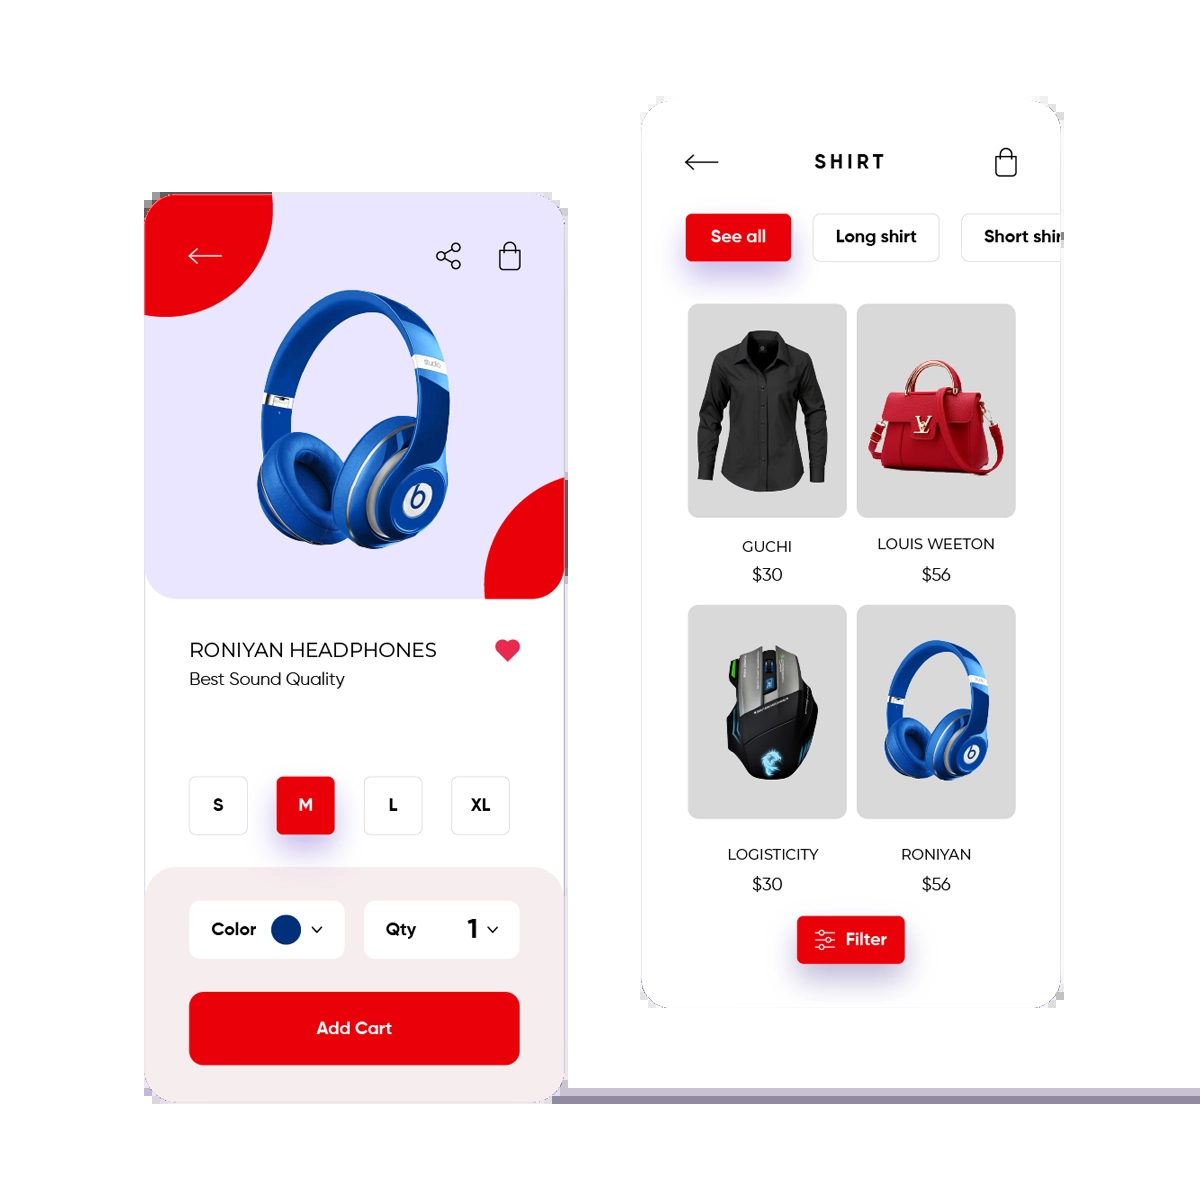 studio
b
RONIYAN HEADPHONES
Best Sound Quality
S
M
L
XL
Color
Qty
1
Add Cart
SHIRT
See all
Long shirt
Short shir
GUCHI
$30
LOUIS WEETON
$56
LOGISTICITY
$30
b
RONIYAN
$56
Filter